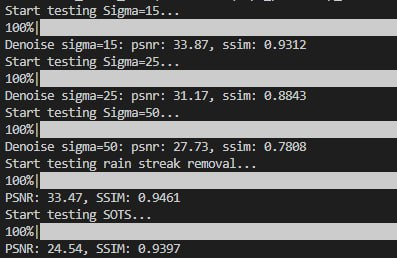 Start testing Sigma=15...
100%|
Denoise sigma=15: psnr: 33.87, ssim: 0.9312
Start testing Sigma=25...
100%|
Denoise sigma=25: psnr: 31.17, ssim: 0.8843
Start testing Sigma=50...
100%|
Denoise sigma=50: psnr: 27.73, ssim: 0.7808
Start testing rain streak removal...
100%|
PSNR: 33.47, SSIM: 0.9461
Start testing SOTS...
100%|
PSNR: 24.54, SSIM: 0.9397